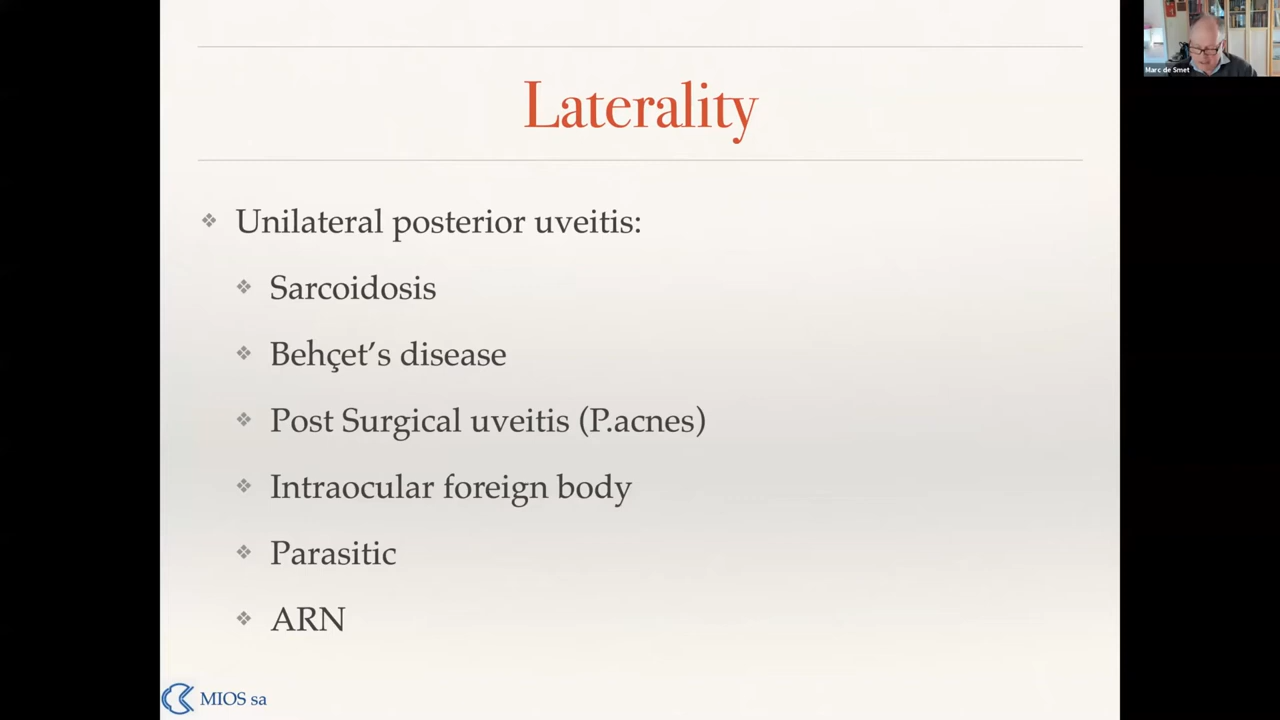 Laterality
Unilateral posterior uveitis:
Sarcoidosis
Behçet’s disease
Post Surgical uveitis (P.acnes)
Intraocular foreign body
Parasitic
ARN
MIOS sa
Marc de Smet